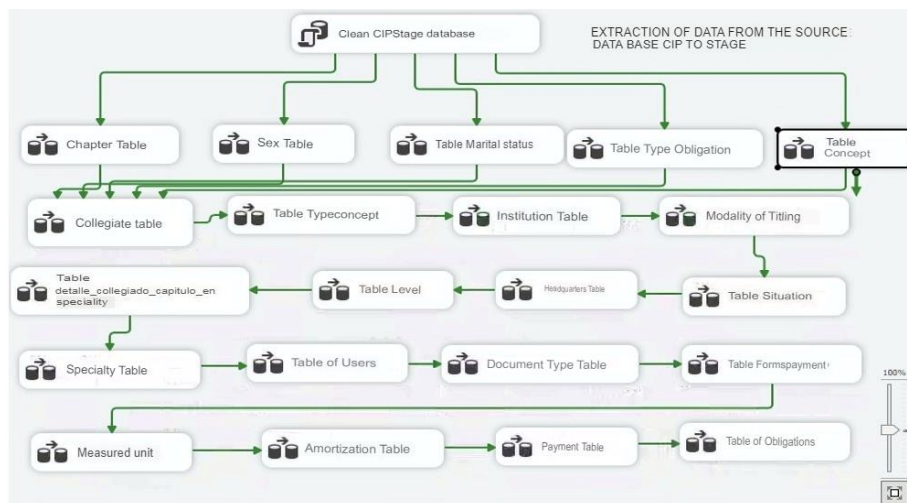 Clean CIPStage database
EXTRACTION OF DATA FROM THE SOURCE:
DATA BASE CIP TO STAGE
Chapter Table
Sex Table
Table Marital status
Table Type Obligation
Table
Concept
Collegiate table
Table Typeconcept
Institution Table
Modality of Titling
Table
detalle_collegiado_capitulo_en
speciality
Table Level
Headquarters Table
Table Situation
Specialty Table
Table of Users
Document Type Table
Table Formspayment
100%
Measured unit
Amortization Table
Payment Table
Table of Obligations